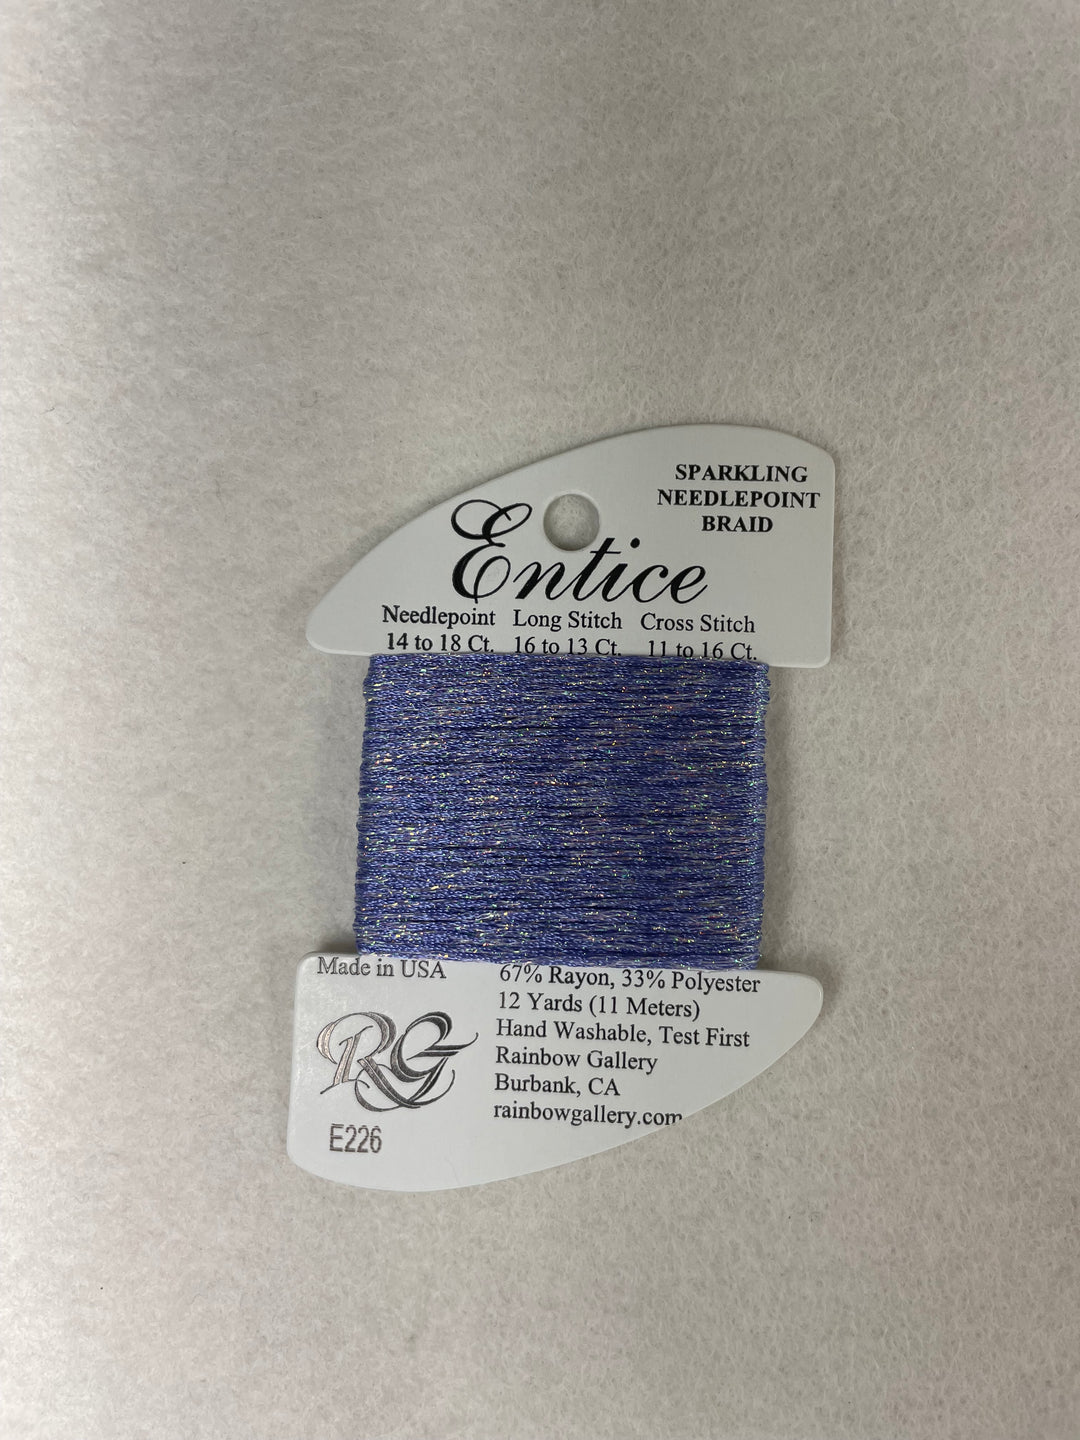 SPARKLING
NEEDLEPOINT
BRAID
Entice
Needlepoint Long Stitch Cross Stitch
14 to 18 Ct. 16 to 13 Ct. 11 to 16 Ct.
Made in USA
67% Rayon, 33% Polyester
12 Yards (11 Meters)
Hand Washable, Test First
Rainbow Gallery
Burbank, CA
rainbowgallery.com
RG
E226